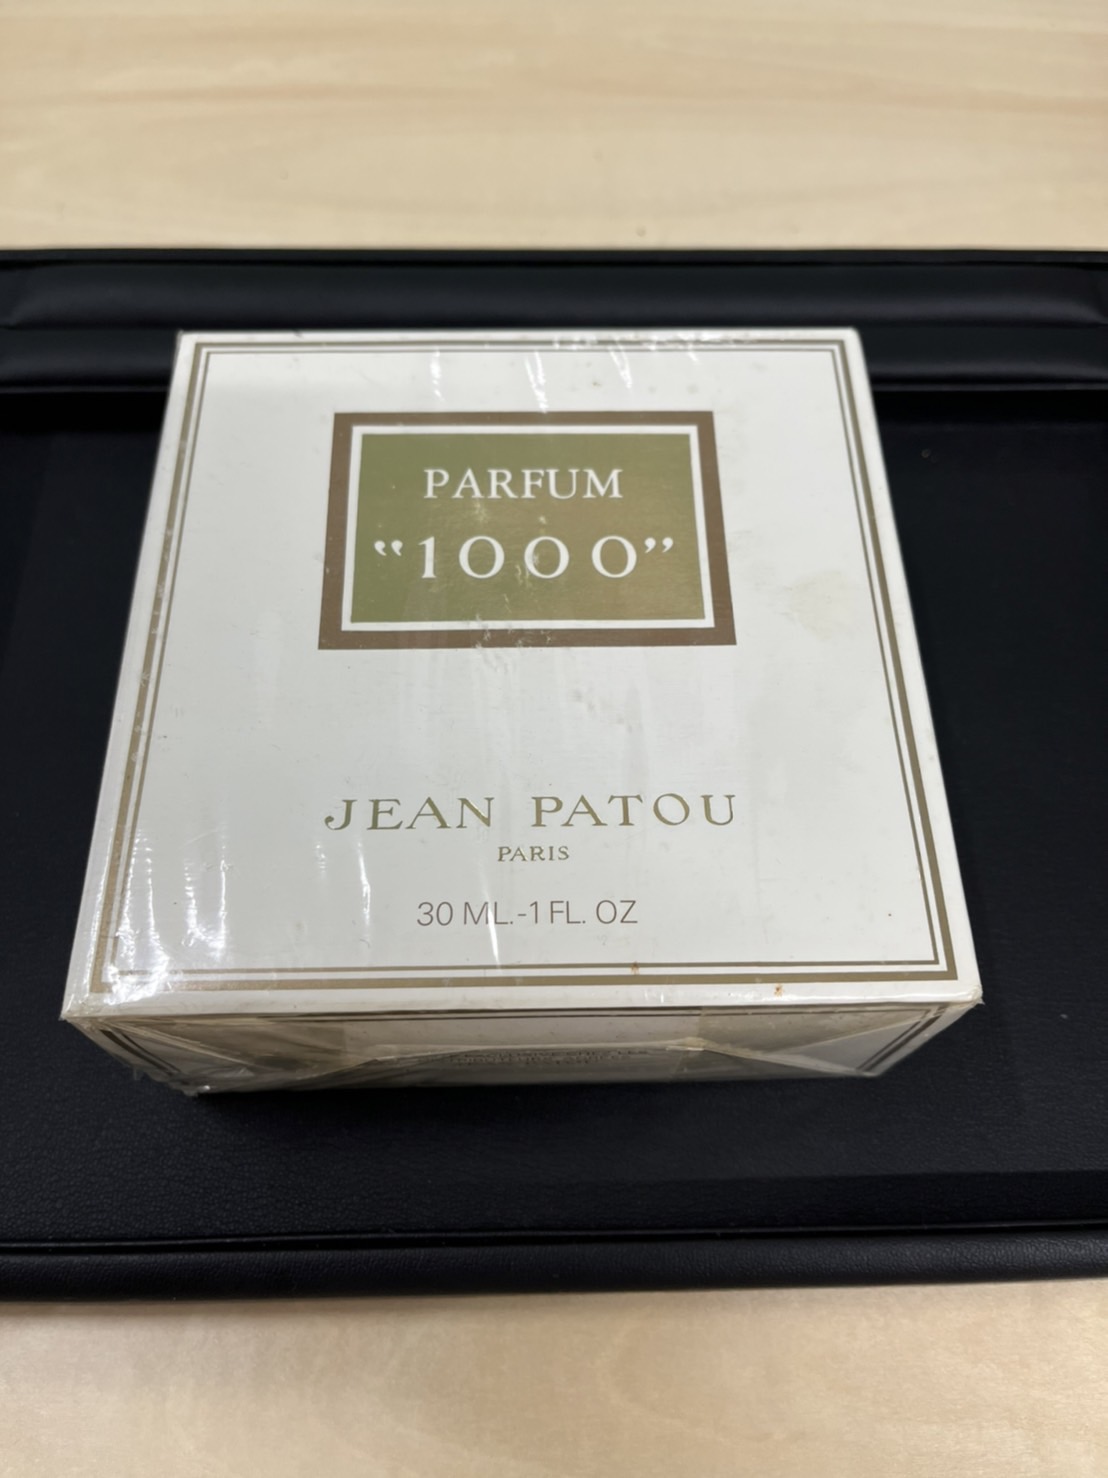 PARFUM
“1000”
JEAN PATOU
PARIS
30 ML.-1 FL. OZ